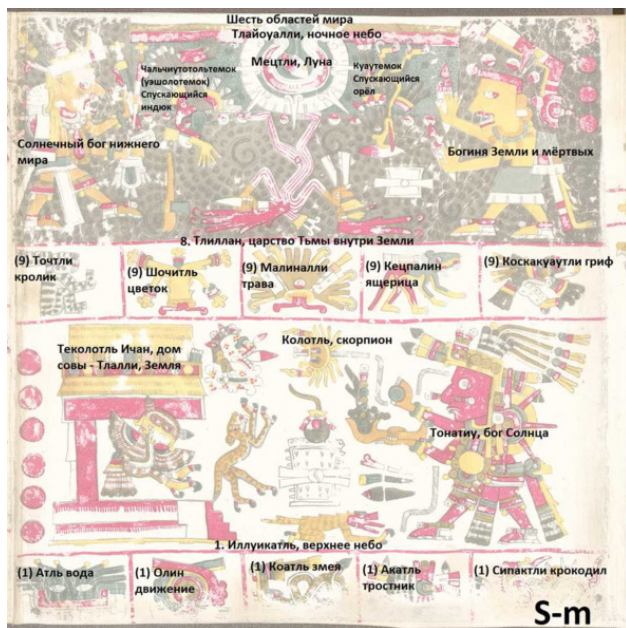 Шесть областей мира
Тлайоуалли, ночное небо
Мецтли, Луна
Чальчиутотольтемок
(уэшолотемок)
Спускающийся
индюк
Куаутемок
Спускающийся
орёл
Солнечный бог нижнего
мира
Богиня Земли и мёртвых
8. Тлиллан, царство Тьмы внутри Земли
(9) Точтли
кролик
(9) Шочитль
цветок
(9) Малиналли
трава
(9) Кецпалин
ящерица
(9) Коскакуаутли гриф
Теколотль Ичан, дом
совы - Тлалли, Земля
Колотль, скорпион
Тонатиу, бог Солнца
1. Иллуикатль, верхнее небо
(1) Атль вода
(1) Олин
движение
(1) Коатль змея
(1) Акатль
тростник
(1) Сипактли крокодил
S-m